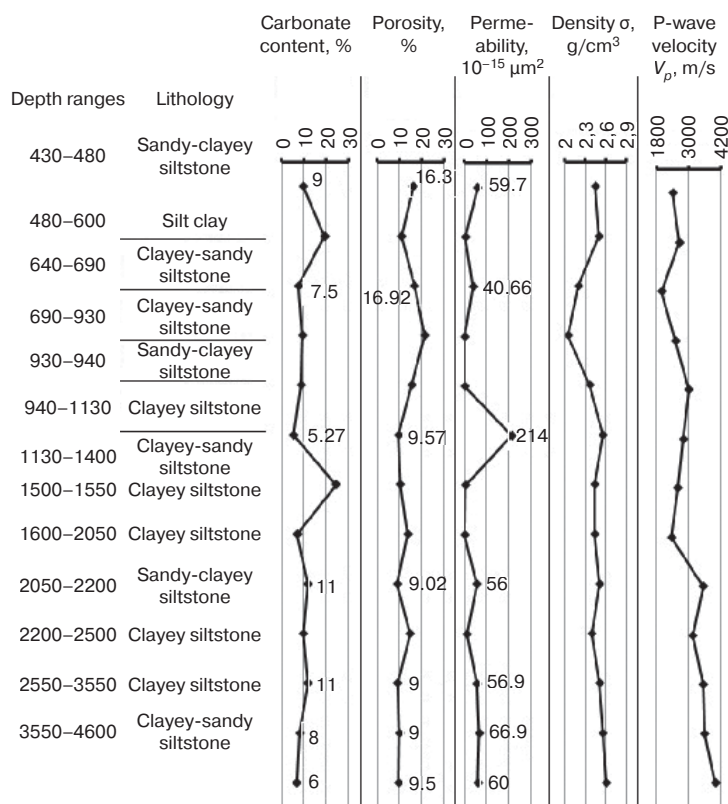 Carbonate content, %
Porosity, %
Perme-ability, 10⁻¹⁵ μm²
Density σ, g/cm³
P-wave velocity Vₚ, m/s
Depth ranges Lithology
0 10 20 30
0 10 20 30
0 100 200 300
2 2,3 2,6 2,9
1800 3000 4200
430–480 Sandy-clayey siltstone
9 16.3 59.7
480–600 Silt clay
640–690 Clayey-sandy siltstone
7.5 16.92 40.66
690–930 Clayey-sandy siltstone
930–940 Sandy-clayey siltstone
940–1130 Clayey siltstone
5.27 9.57 214
1130–1400 Clayey-sandy siltstone
1500–1550 Clayey siltstone
1600–2050 Clayey siltstone
2050–2200 Sandy-clayey siltstone
11 9.02 56
2200–2500 Clayey siltstone
2550–3550 Clayey siltstone
11 9 56.9
3550–4600 Clayey-sandy siltstone
8 9 66.9
6 9.5 60